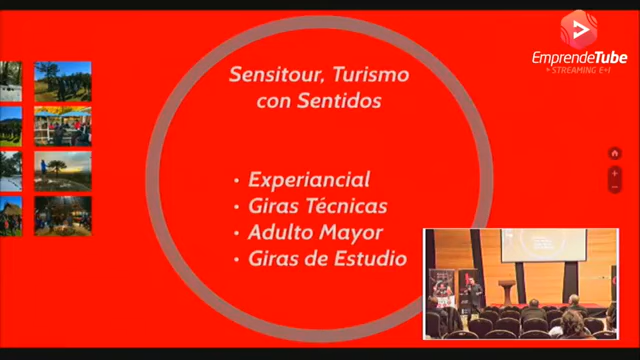 EmprendeTube
STREAMING E+i
Sensitour, Turismo
con Sentidos
• Experiancial
• Giras Técnicas
• Adulto Mayor
• Giras de Estudio